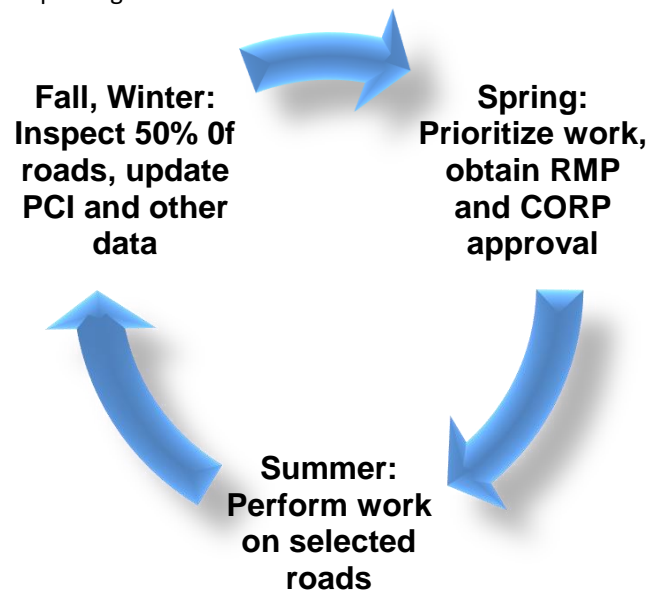 Fall, Winter:
Inspect 50% 0f
roads, update
PCI and other
data
Spring:
Prioritize work,
obtain RMP
and CORP
approval
Summer:
Perform work
on selected
roads